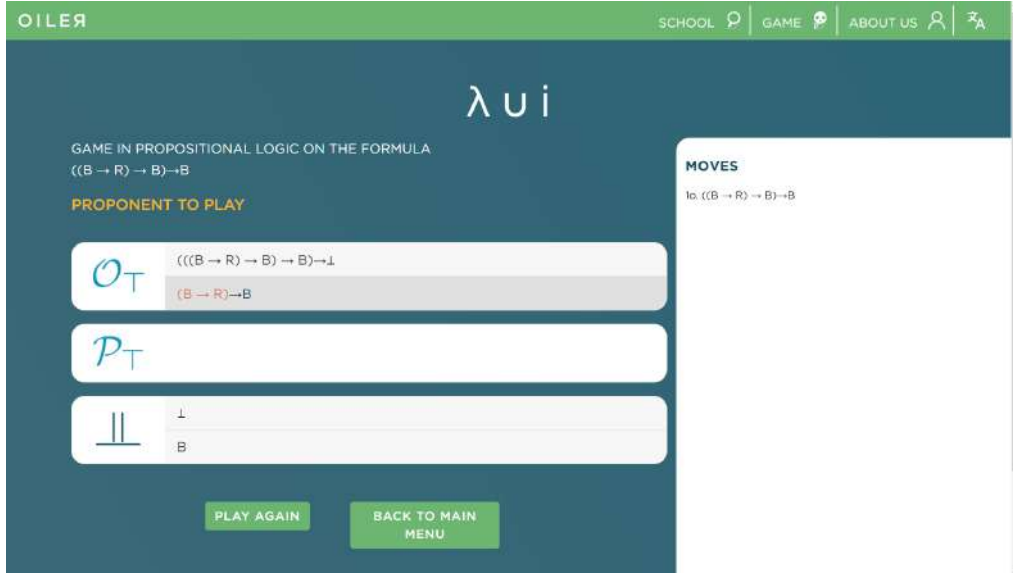 OILEЯ
SCHOOL
GAME
ABOUT US
λυi
GAME IN PROPOSITIONAL LOGIC ON THE FORMULA
((B → R) → B)→B
PROPONENT TO PLAY
𝒪⊤
(((B → R) → B) → B)→⊥
(B → R)→B
𝒫⊤
⫫
⊥
B
PLAY AGAIN
BACK TO MAIN
MENU
MOVES
1o. ((B → R) → B)→B